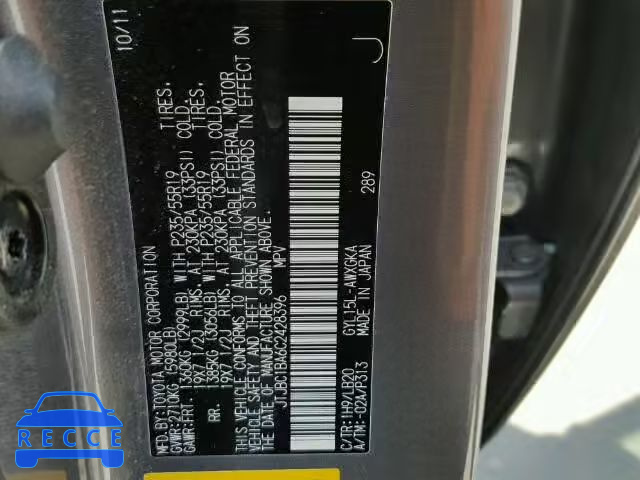 MFD.BY:TOYOTA MOTOR CORPORATION 10/11
GVWR:2710KG (5980LB)
GAWR:FRT. 1360KG (2999LB) WITH P235/55R19 TIRES,
19X7 1/2J RIMS, AT 230KPA (33PSI) COLD,
RR. 1385KG (3056LB) WITH P235/55R19 TIRES,
19X7 1/2J RIMS, AT 230KPA (33PSI) COLD.
THIS VEHICLE CONFORMS TO ALL APPLICABLE FEDERAL MOTOR
VEHICLE SAFETY AND THEFT PREVENTION STANDARDS IN EFFECT ON
THE DATE OF MANUFACTURE SHOWN ABOVE.
JTJBC1BA6C2428396 MPV
J
289
C/TR:1H9/LB20 GYL15L-AWXGKA
A/TM:-02A/P313 MADE IN JAPAN